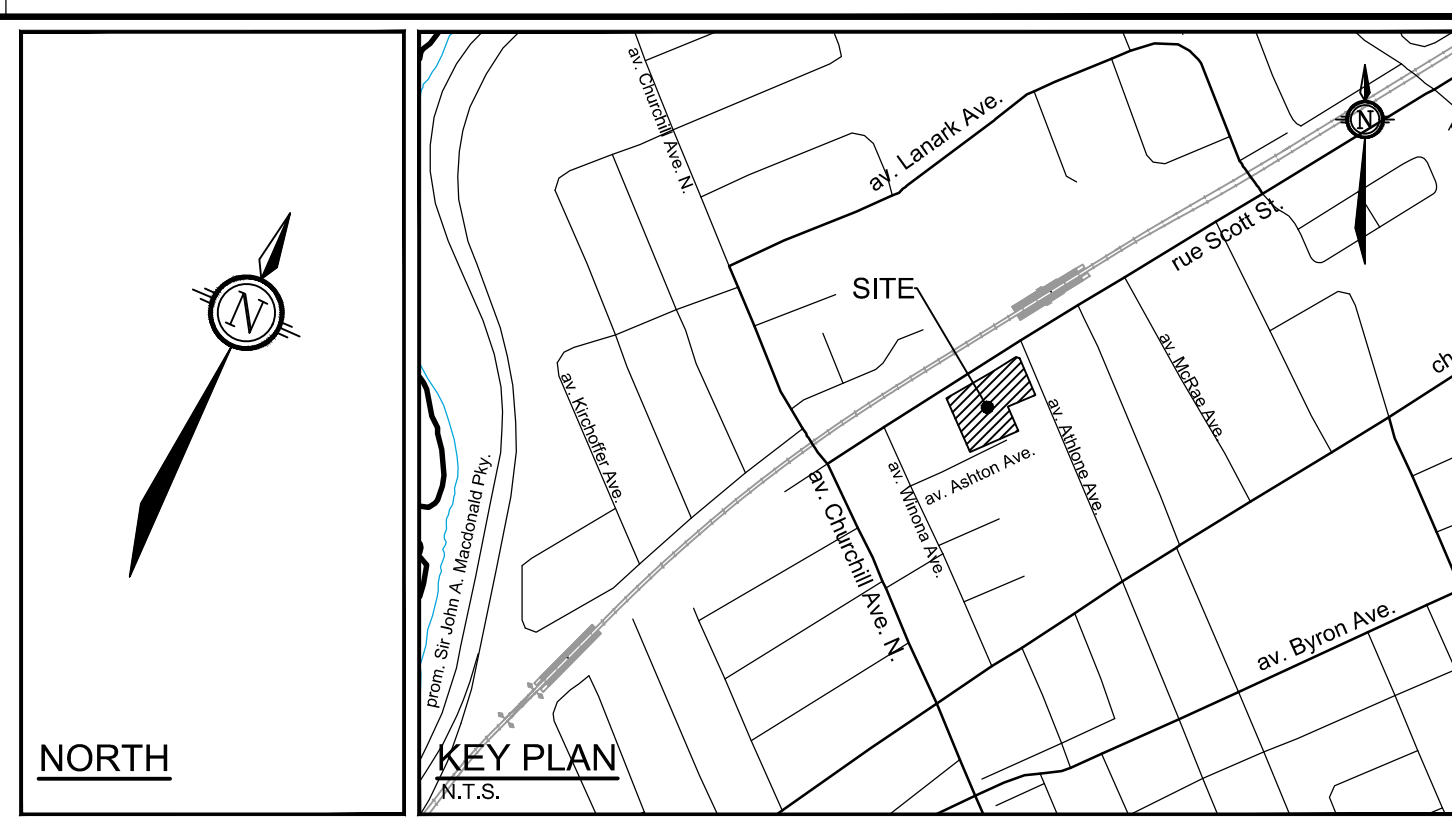 NORTH
N
KEY PLAN
N.T.S.
SITE
N
av. Churchill Ave. N.
av. Lanark Ave.
rue Scott St.
av. Kirchoffer Ave.
prom. Sir John A. Macdonald Pky.
av. Churchill Ave. N.
av. Winona Ave.
av. Ashton Ave.
av. Athlone Ave.
av. McRae Ave.
av. Byron Ave.
ch